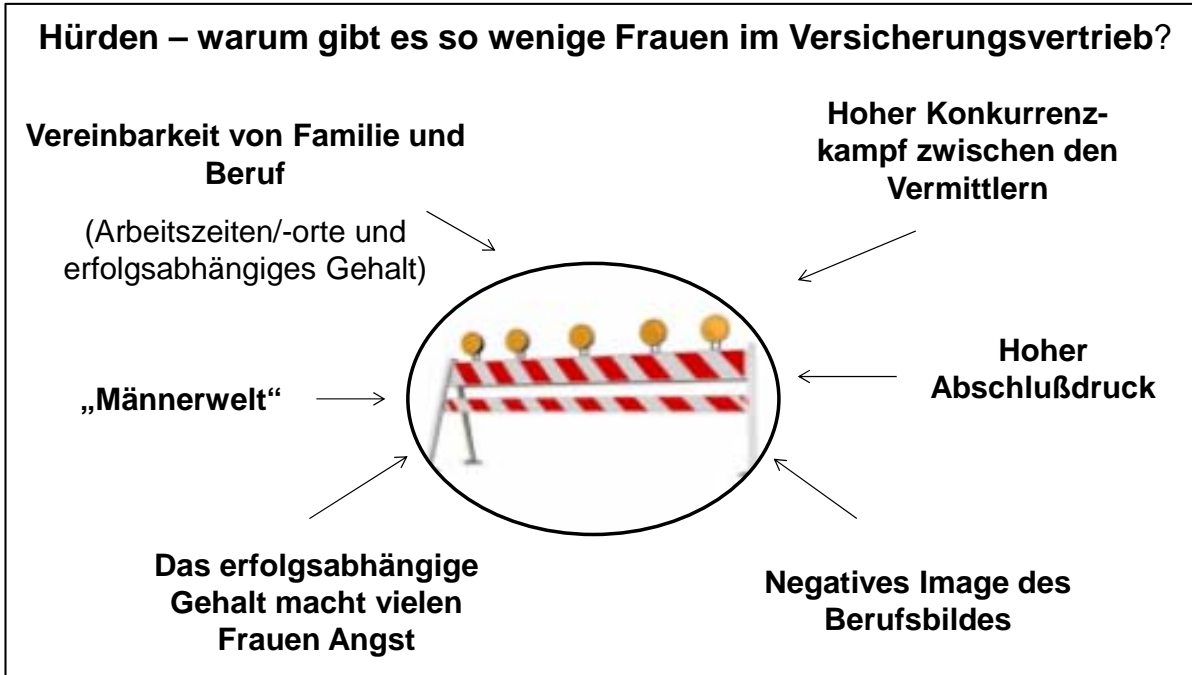 Hürden – warum gibt es so wenige Frauen im Versicherungsvertrieb?
Vereinbarkeit von Familie und
Beruf
(Arbeitszeiten/-orte und
erfolgsabhängiges Gehalt)
Hoher Konkurrenz-
kampf zwischen den
Vermittlern
„Männerwelt“
Hoher
Abschlußdruck
Das erfolgsabhängige
Gehalt macht vielen
Frauen Angst
Negatives Image des
Berufsbildes